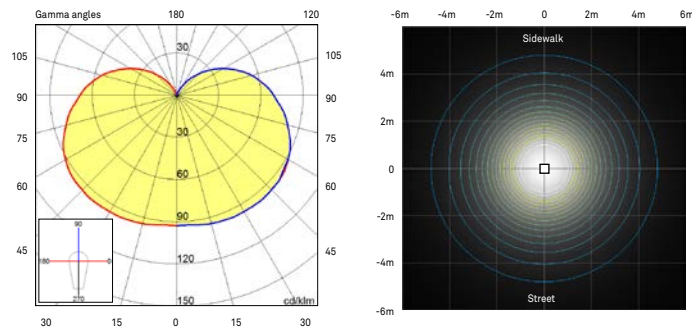 Gamma angles 180 120
30
105 105
90 90
30
75 75
60
60 60
90
45 45
120
150
cd/klm
90
180 0
270
30 15 0 15 30
-6m -4m -2m 0 2m 4m 6m
Sidewalk
4m
2m
0
-2m
-4m
Street
-6m